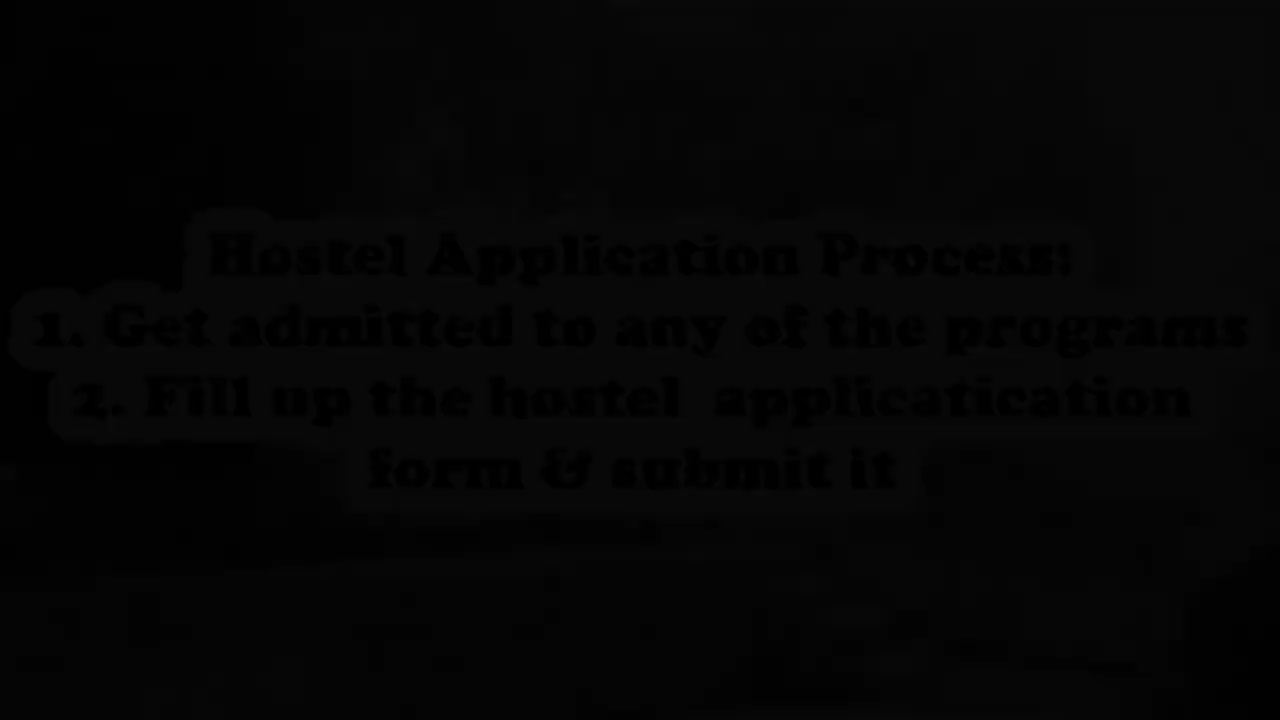 Hostel Application Process:
1. Get admitted to any of the programs
2. Fill up the hostel applicatication
form & submit it